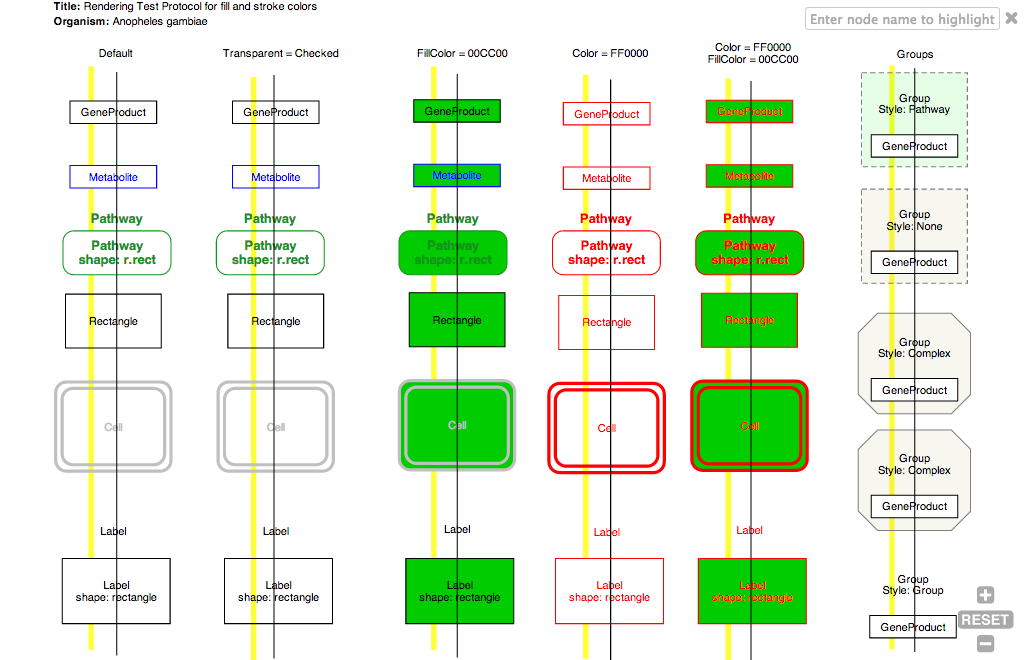 Title: Rendering Test Protocol for fill and stroke colors
Organism: Anopheles gambiae
Enter node name to highlight
Default
Transparent = Checked
FillColor = 00CC00
Color = FF0000
Color = FF0000
FillColor = 00CC00
Groups
GeneProduct
GeneProduct
GeneProduct
GeneProduct
GeneProduct
Group
Style: Pathway
GeneProduct
Metabolite
Metabolite
Metabolite
Metabolite
Metabolite
Pathway
Pathway
Pathway
Pathway
Pathway
Group
Style: None
GeneProduct
Pathway
shape: r.rect
Pathway
shape: r.rect
Pathway
shape: r.rect
Pathway
shape: r.rect
Pathway
shape: r.rect
Rectangle
Rectangle
Rectangle
Rectangle
Rectangle
Group
Style: Complex
GeneProduct
Cell
Cell
Cell
Cell
Cell
Group
Style: Complex
GeneProduct
Label
Label
Label
Label
Label
Label
shape: rectangle
Label
shape: rectangle
Label
shape: rectangle
Label
shape: rectangle
Label
shape: rectangle
Group
Style: Group
GeneProduct
RESET